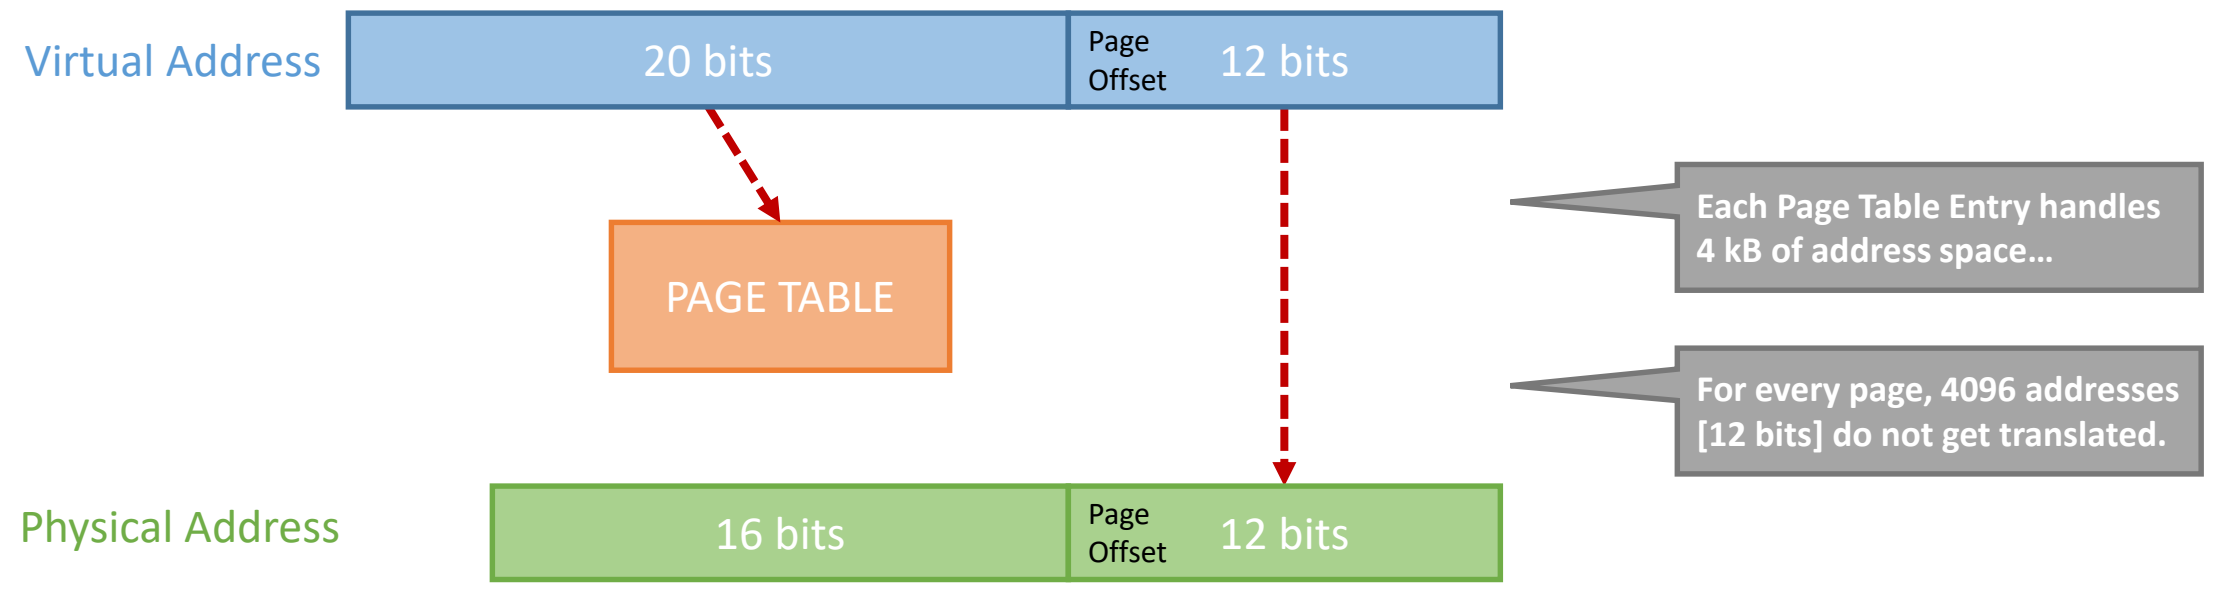 Virtual Address
20 bits
Page
Offset
12 bits
Each Page Table Entry handles
4 kB of address space…
PAGE TABLE
For every page, 4096 addresses
[12 bits] do not get translated.
Physical Address
16 bits
Page
Offset
12 bits